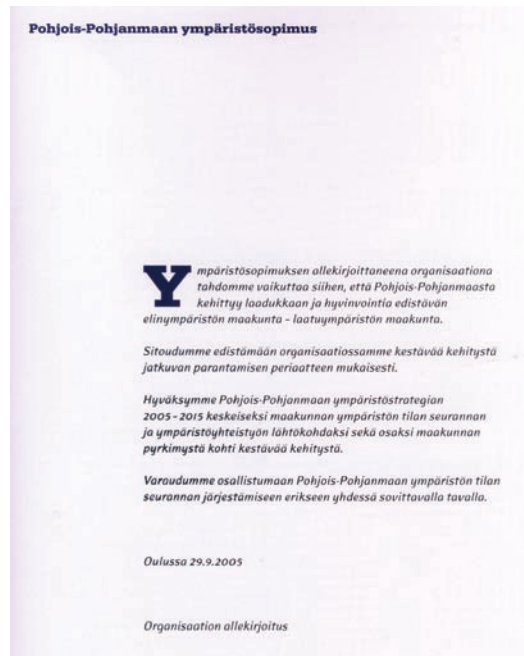 Pohjois-Pohjanmaan ympäristösopimus
Ympäristösopimuksen allekirjoittaneena organisaationa
tahdomme vaikuttaa siihen, että Pohjois-Pohjanmaasta
kehittyy laadukkaan ja hyvinvointia edistävän
elinympäristön maakunta - laatuympäristön maakunta.
Sitoudumme edistämään organisaatiossamme kestävää kehitystä
jatkuvan parantamisen periaatteen mukaisesti.
Hyväksymme Pohjois-Pohjanmaan ympäristöstrategian
2005 - 2015 keskeiseksi maakunnan ympäristön tilan seurannan
ja ympäristöyhteistyön lähtökohdaksi sekä osaksi maakunnan
pyrkimystä kohti kestävää kehitystä.
Varaudumme osallistumaan Pohjois-Pohjanmaan ympäristön tilan
seurannan järjestämiseen erikseen yhdessä sovittavalla tavalla.
Oulussa 29.9.2005
Organisaation allekirjoitus